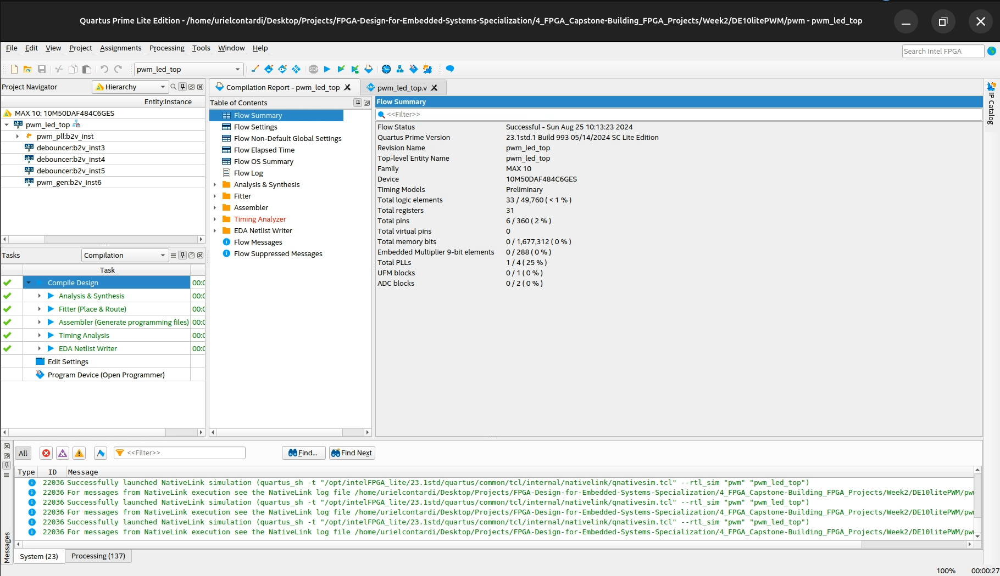 Quartus Prime Lite Edition - /home/urielcontardi/Desktop/Projects/FPGA-Design-for-Embedded-Systems-Specialization/4_FPGA_Capstone-Building_FPGA_Projects/Week2/DE10litePWM/pwm - pwm_led_top
File Edit View Project Assignments Processing Tools Window Help
Search Intel FPGA
pwm_led_top
STOP
Project Navigator
Hierarchy
Entity:Instance
MAX 10: 10M50DAF484C6GES
pwm_led_top
pwm_pll:b2v_inst
debouncer:b2v_inst3
debouncer:b2v_inst4
debouncer:b2v_inst5
pwm_gen:b2v_inst6
Tasks
Compilation
Task
Compile Design 00:0
Analysis & Synthesis 00:0
Fitter (Place & Route) 00:0
Assembler (Generate programming files) 00:0
Timing Analysis 00:0
EDA Netlist Writer 00:0
Edit Settings
Program Device (Open Programmer)
Compilation Report - pwm_led_top
pwm_led_top.v
Table of Contents
Flow Summary
Flow Settings
Flow Non-Default Global Settings
Flow Elapsed Time
Flow OS Summary
Flow Log
Analysis & Synthesis
Fitter
Assembler
Timing Analyzer
EDA Netlist Writer
Flow Messages
Flow Suppressed Messages
Flow Summary
<<Filter>>
Flow Status Successful - Sun Aug 25 10:13:23 2024
Quartus Prime Version 23.1std.1 Build 993 05/14/2024 SC Lite Edition
Revision Name pwm_led_top
Top-level Entity Name pwm_led_top
Family MAX 10
Device 10M50DAF484C6GES
Timing Models Preliminary
Total logic elements 33 / 49,760 ( < 1 % )
Total registers 31
Total pins 6 / 360 ( 2 % )
Total virtual pins 0
Total memory bits 0 / 1,677,312 ( 0 % )
Embedded Multiplier 9-bit elements 0 / 288 ( 0 % )
Total PLLs 1 / 4 ( 25 % )
UFM blocks 0 / 1 ( 0 % )
ADC blocks 0 / 2 ( 0 % )
IP Catalog
All
<<Filter>>
Find...
Find Next
Type ID Message
22036 Successfully launched NativeLink simulation (quartus_sh -t "/opt/intelFPGA_lite/23.1std/quartus/common/tcl/internal/nativelink/qnativesim.tcl" --rtl_sim "pwm" "pwm_led_top")
22036 For messages from NativeLink execution see the NativeLink log file /home/urielcontardi/Desktop/Projects/FPGA-Design-for-Embedded-Systems-Specialization/4_FPGA_Capstone-Building_FPGA_Projects/Week2/DE10litePWM/pw
22036 Successfully launched NativeLink simulation (quartus_sh -t "/opt/intelFPGA_lite/23.1std/quartus/common/tcl/internal/nativelink/qnativesim.tcl" --rtl_sim "pwm" "pwm_led_top")
22036 For messages from NativeLink execution see the NativeLink log file /home/urielcontardi/Desktop/Projects/FPGA-Design-for-Embedded-Systems-Specialization/4_FPGA_Capstone-Building_FPGA_Projects/Week2/DE10litePWM/pw
22036 Successfully launched NativeLink simulation (quartus_sh -t "/opt/intelFPGA_lite/23.1std/quartus/common/tcl/internal/nativelink/qnativesim.tcl" --rtl_sim "pwm" "pwm_led_top")
22036 For messages from NativeLink execution see the NativeLink log file /home/urielcontardi/Desktop/Projects/FPGA-Design-for-Embedded-Systems-Specialization/4_FPGA_Capstone-Building_FPGA_Projects/Week2/DE10litePWM/pw
Messages
System (23)
Processing (137)
100% 00:00:27